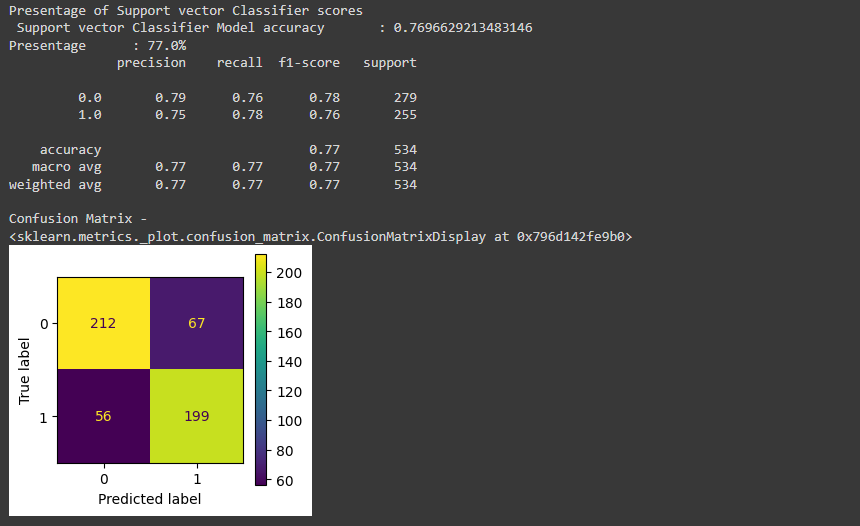 Presentage of Support vector Classifier scores
Support vector Classifier Model accuracy : 0.7696629213483146
Presentage : 77.0%
precision recall f1-score support
0.0 0.79 0.76 0.78 279
1.0 0.75 0.78 0.76 255
accuracy 0.77 534
macro avg 0.77 0.77 0.77 534
weighted avg 0.77 0.77 0.77 534
Confusion Matrix -
<sklearn.metrics._plot.confusion_matrix.ConfusionMatrixDisplay at 0x796d142fe9b0>
True label
0
1
212 67
56 199
0 1
Predicted label
200
180
160
140
120
100
80
60